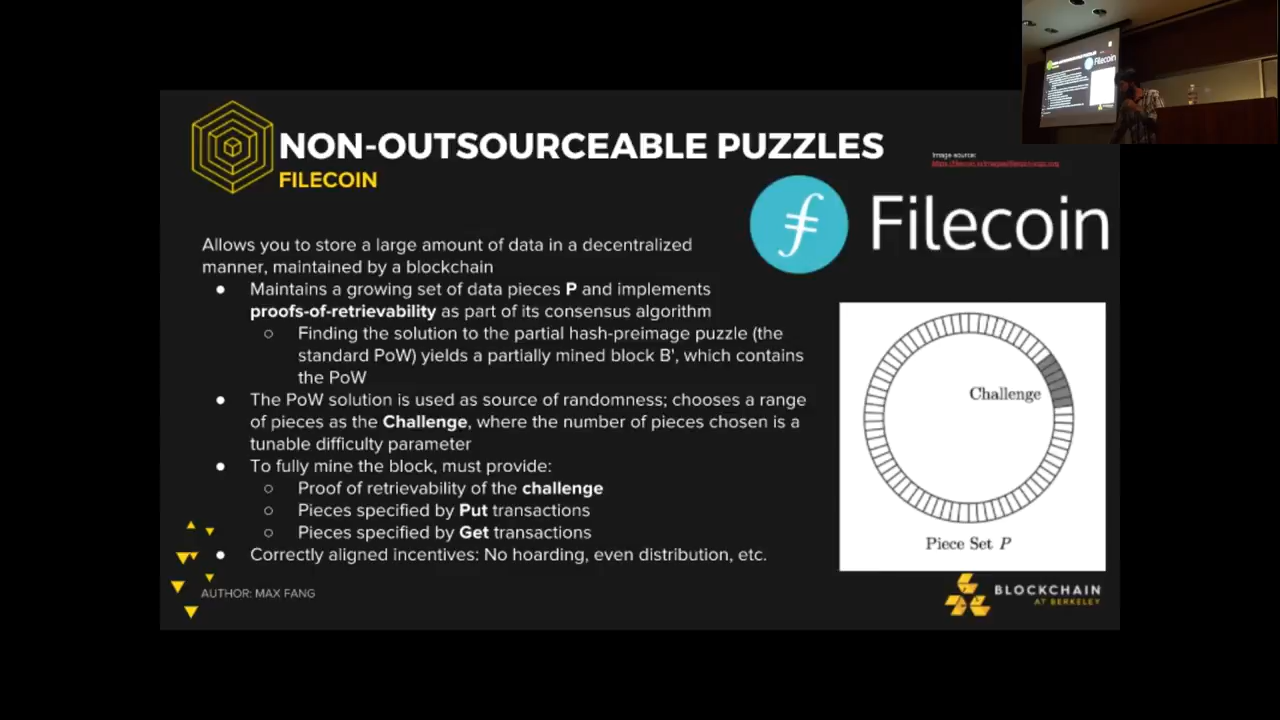 NON-OUTSOURCEABLE PUZZLES
FILECOIN
Image source:
Filecoin
Allows you to store a large amount of data in a decentralized
manner, maintained by a blockchain
● Maintains a growing set of data pieces P and implements
proofs-of-retrievability as part of its consensus algorithm
○ Finding the solution to the partial hash-preimage puzzle (the
standard PoW) yields a partially mined block B', which contains
the PoW
● The PoW solution is used as source of randomness; chooses a range
of pieces as the Challenge, where the number of pieces chosen is a
tunable difficulty parameter
● To fully mine the block, must provide:
○ Proof of retrievability of the challenge
○ Pieces specified by Put transactions
○ Pieces specified by Get transactions
● Correctly aligned incentives: No hoarding, even distribution, etc.
Challenge
Piece Set P
AUTHOR: MAX FANG
BLOCKCHAIN
AT BERKELEY